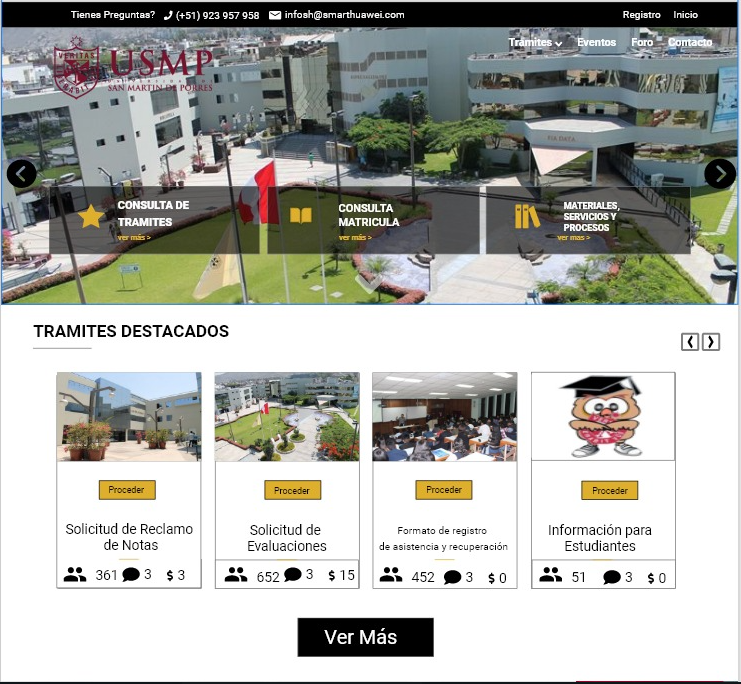 Tienes Preguntas? (+51) 923 957 958 infosh@smarthuawei.com Registro Inicio
Tramites Eventos Foro Contacto
VERITAS
USMP
UNIVERSIDAD DE
SAN MARTIN DE PORRES
CONSULTA DE
TRAMITES
ver más >
CONSULTA
MATRICULA
ver más >
MATERIALES,
SERVICIOS Y
PROCESOS
ver más >
TRAMITES DESTACADOS
Proceder
Solicitud de Reclamo
de Notas
361 3 $ 3
Proceder
Solicitud de
Evaluaciones
652 3 $ 15
Proceder
Formato de registro
de asistencia y recuperación
452 3 $ 0
Proceder
Información para
Estudiantes
51 3 $ 0
Ver Más